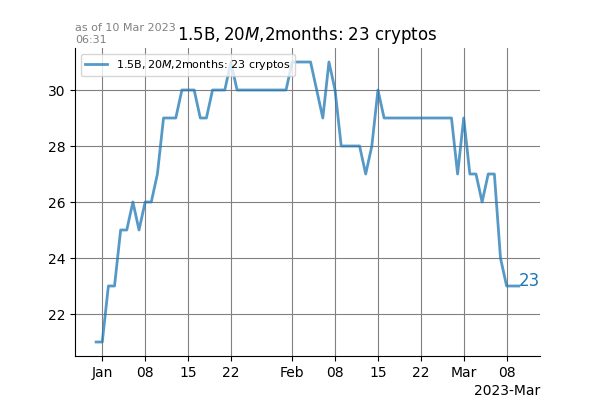 as of 10 Mar 2023
06:31
1.5B, 20M,2months: 23 cryptos
1.5B, 20M,2months: 23 cryptos
30
28
26
24
22
23
Jan 08 15 22 Feb 08 15 22 Mar 08
2023-Mar